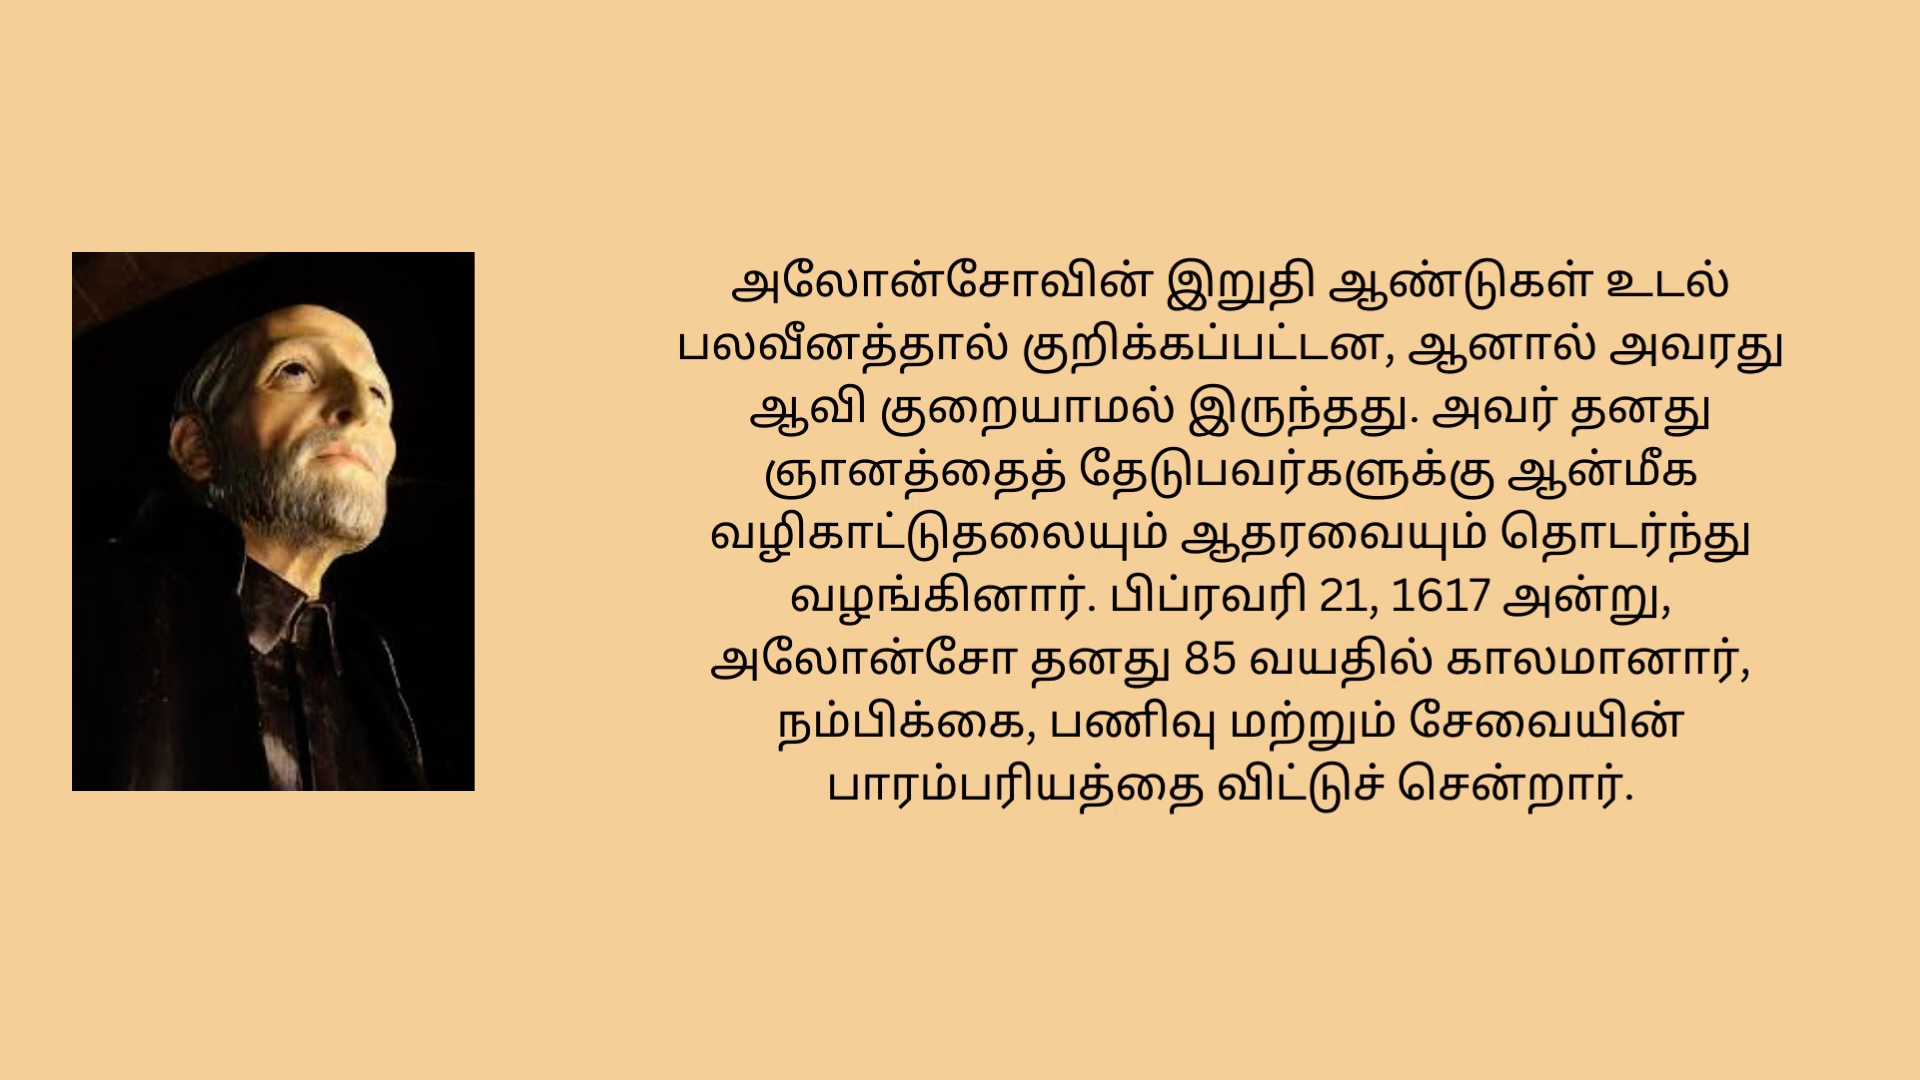 அலோன்சோவின் இறுதி ஆண்டுகள் உடல்
பலவீனத்தால் குறிக்கப்பட்டன, ஆனால் அவரது
ஆவி குறையாமல் இருந்தது. அவர் தனது
ஞானத்தைத் தேடுபவர்களுக்கு ஆன்மீக
வழிகாட்டுதலையும் ஆதரவையும் தொடர்ந்து
வழங்கினார். பிப்ரவரி 21, 1617 அன்று,
அலோன்சோ தனது 85 வயதில் காலமானார்,
நம்பிக்கை, பணிவு மற்றும் சேவையின்
பாரம்பரியத்தை விட்டுச் சென்றார்.